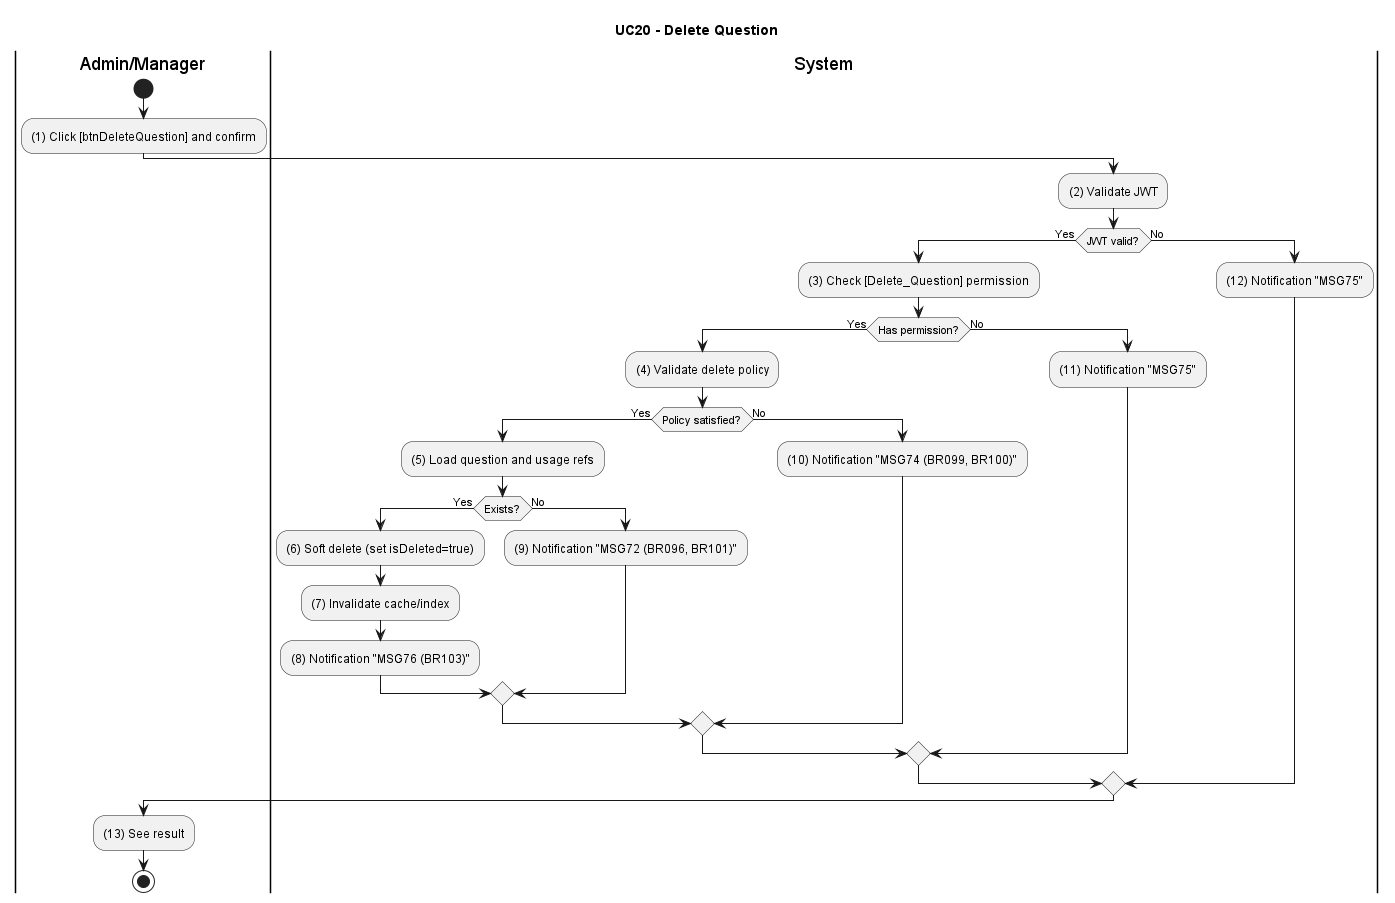 UC20 - Delete Question
Admin/Manager
System
(1) Click [btnDeleteQuestion] and confirm
(2) Validate JWT
Yes
JWT valid?
No
(3) Check [Delete_Question] permission
(12) Notification "MSG75"
Yes
Has permission?
No
(4) Validate delete policy
(11) Notification "MSG75"
Yes
Policy satisfied?
No
(5) Load question and usage refs
(10) Notification "MSG74 (BR099, BR100)"
Yes
Exists?
No
(6) Soft delete (set isDeleted=true)
(9) Notification "MSG72 (BR096, BR101)"
(7) Invalidate cache/index
(8) Notification "MSG76 (BR103)"
(13) See result